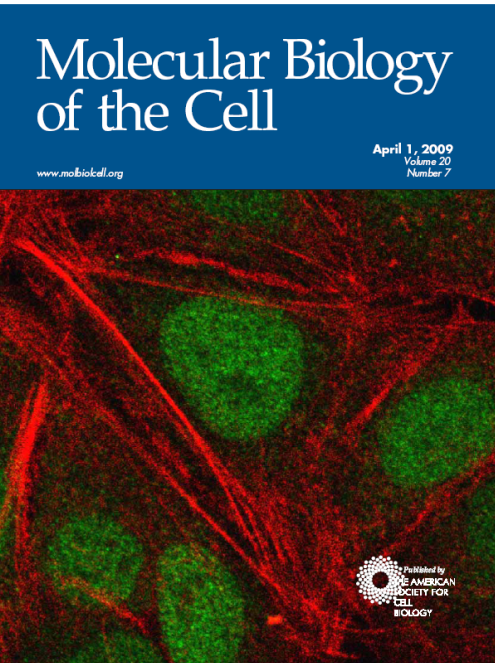 Molecular Biology
of the Cell
April 1, 2009
Volume 20
Number 7
www.molbiolcell.org
Published by
THE AMERICAN
SOCIETY FOR
CELL
BIOLOGY